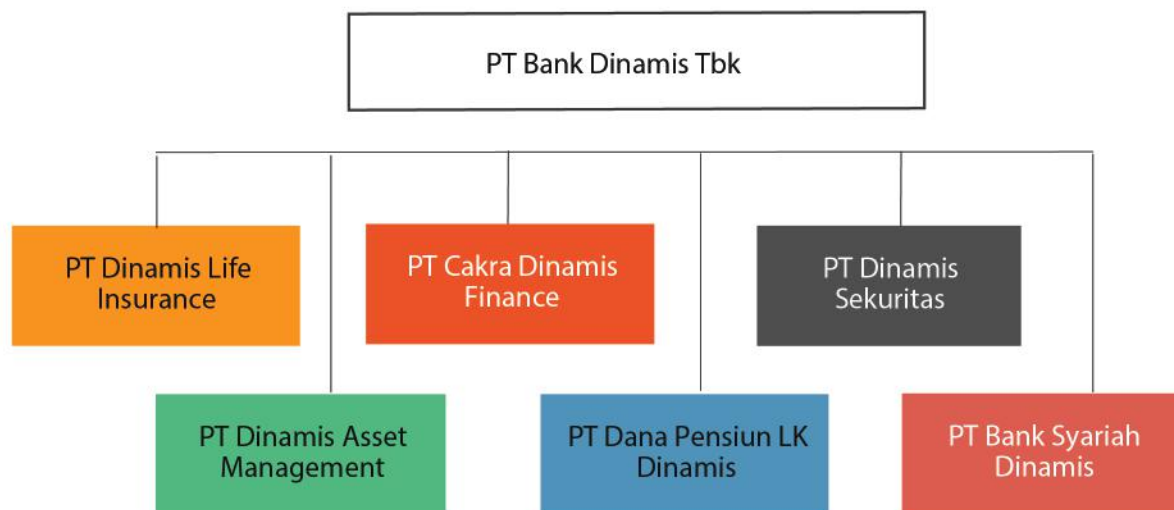 PT Bank Dinamis Tbk
PT Dinamis Life
Insurance
PT Cakra Dinamis
Finance
PT Dinamis
Sekuritas
PT Dinamis Asset
Management
PT Dana Pensiun LK
Dinamis
PT Bank Syariah
Dinamis